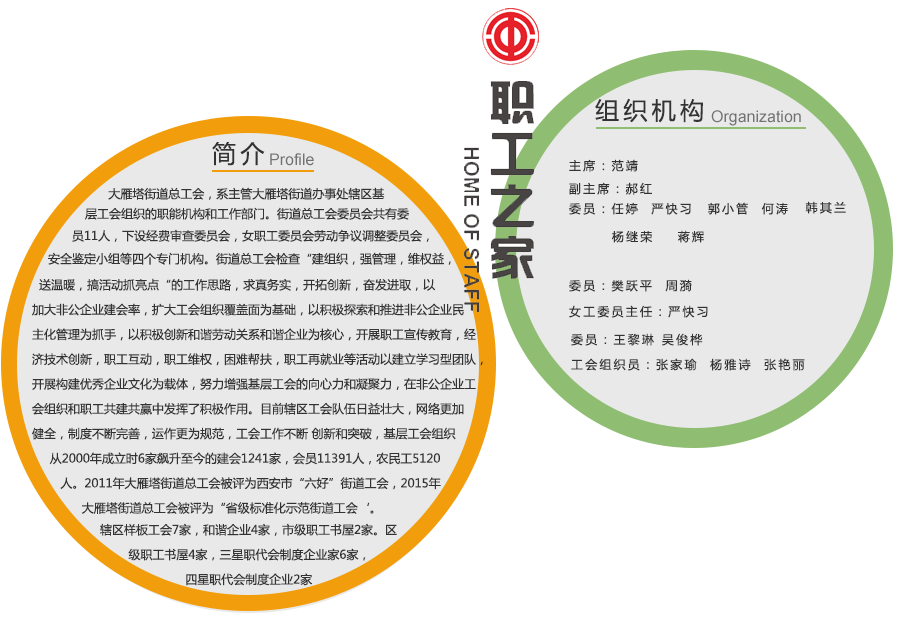 职工之家
HOME OF STAFF
简介 Profile
大雁塔街道总工会，系主管大雁塔街道办事处辖区基
层工会组织的职能机构和工作部门。街道总工会委员会共有委
员11人，下设经费审查委员会，女职工委员会劳动争议调整委员会，
安全鉴定小组等四个专门机构。街道总工会检查“建组织，强管理，维权益，
送温暖，搞活动抓亮点“的工作思路，求真务实，开拓创新，奋发进取，以
加大非公企业建会率，扩大工会组织覆盖面为基础，以积极探索和推进非公企业民
主化管理为抓手，以积极创新和谐劳动关系和谐企业为核心，开展职工宣传教育，经
济技术创新，职工互动，职工维权，困难帮扶，职工再就业等活动以建立学习型团队，
开展构建优秀企业文化为载体，努力增强基层工会的向心力和凝聚力，在非公企业工
会组织和职工共建共赢中发挥了积极作用。目前辖区工会队伍日益壮大，网络更加
健全，制度不断完善，运作更为规范，工会工作不断 创新和突破，基层工会组织
从2000年成立时6家飙升至今的建会1241家，会员11391人，农民工5120
人。2011年大雁塔街道总工会被评为西安市“六好”街道工会，2015年
大雁塔街道总工会被评为“省级标准化示范街道工会‘。
辖区样板工会7家，和谐企业4家，市级职工书屋2家。区
级职工书屋4家，三星职代会制度企业家6家，
四星职代会制度企业2家
组织机构 Organization
主席：范靖
副主席：郝红
委员：任婷 严快习 郭小管 何涛 韩其兰
杨继荣 蒋辉
委员：樊跃平 周漪
女工委员主任：严快习
委员：王黎琳 吴俊桦
工会组织员：张家瑜 杨雅诗 张艳丽